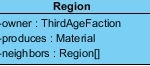 Region
-owner : ThirdAgeFaction
-produces : Material
-neighbors : Region[]